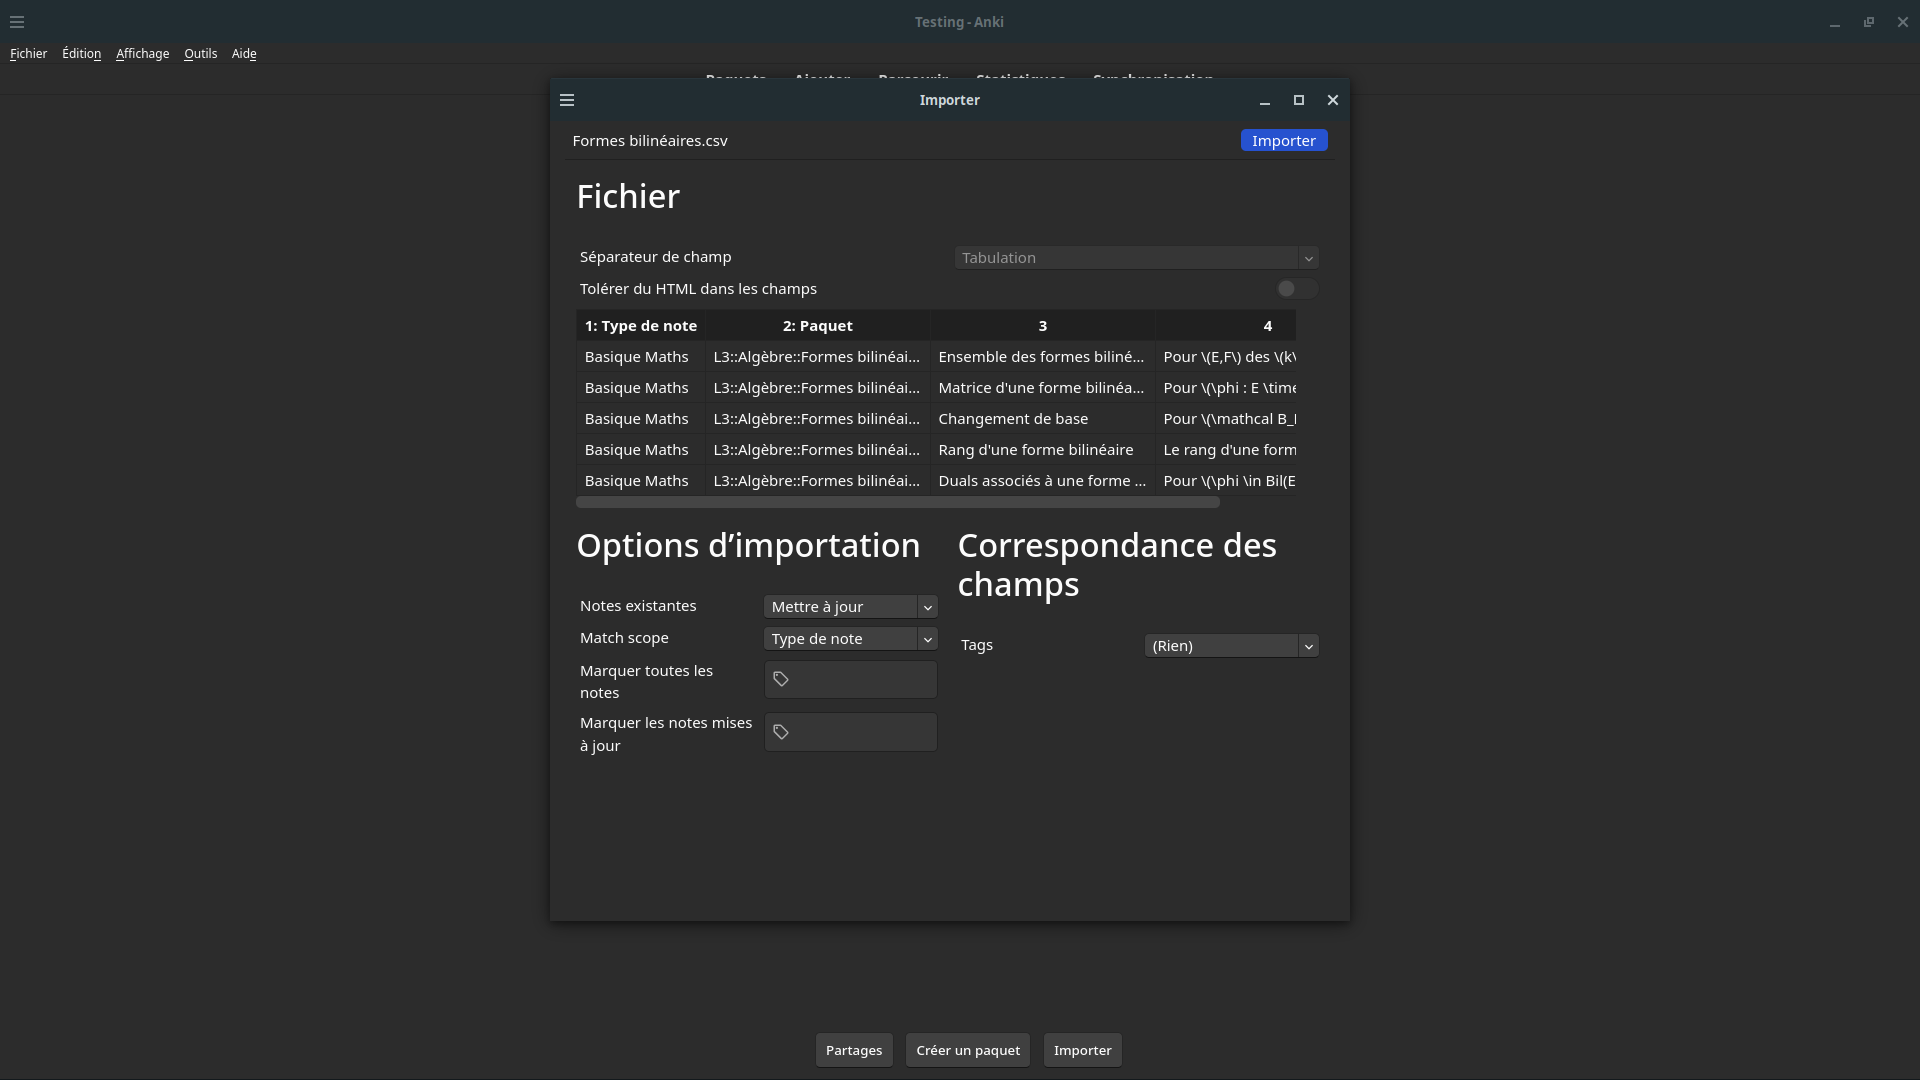 Testing - Anki
Fichier Édition Affichage Outils Aide
Paquets Ajouter Parcourir Statistiques Synchronisation
Importer
Formes bilinéaires.csv Importer
Fichier
Séparateur de champ Tabulation
Tolérer du HTML dans les champs
1: Type de note 2: Paquet 3 4
Basique Maths L3::Algèbre::Formes bilinéai... Ensemble des formes biliné... Pour \(E,F\) des \(k\
Basique Maths L3::Algèbre::Formes bilinéai... Matrice d'une forme bilinéa... Pour \(\phi : E \time
Basique Maths L3::Algèbre::Formes bilinéai... Changement de base Pour \(\mathcal B_
Basique Maths L3::Algèbre::Formes bilinéai... Rang d'une forme bilinéaire Le rang d'une form
Basique Maths L3::Algèbre::Formes bilinéai... Duals associés à une forme ... Pour \(\phi \in Bil(E
Options d’importation
Correspondance des
champs
Notes existantes Mettre à jour
Match scope Type de note
Marquer toutes les
notes
Marquer les notes mises
à jour
Tags (Rien)
Partages Créer un paquet Importer